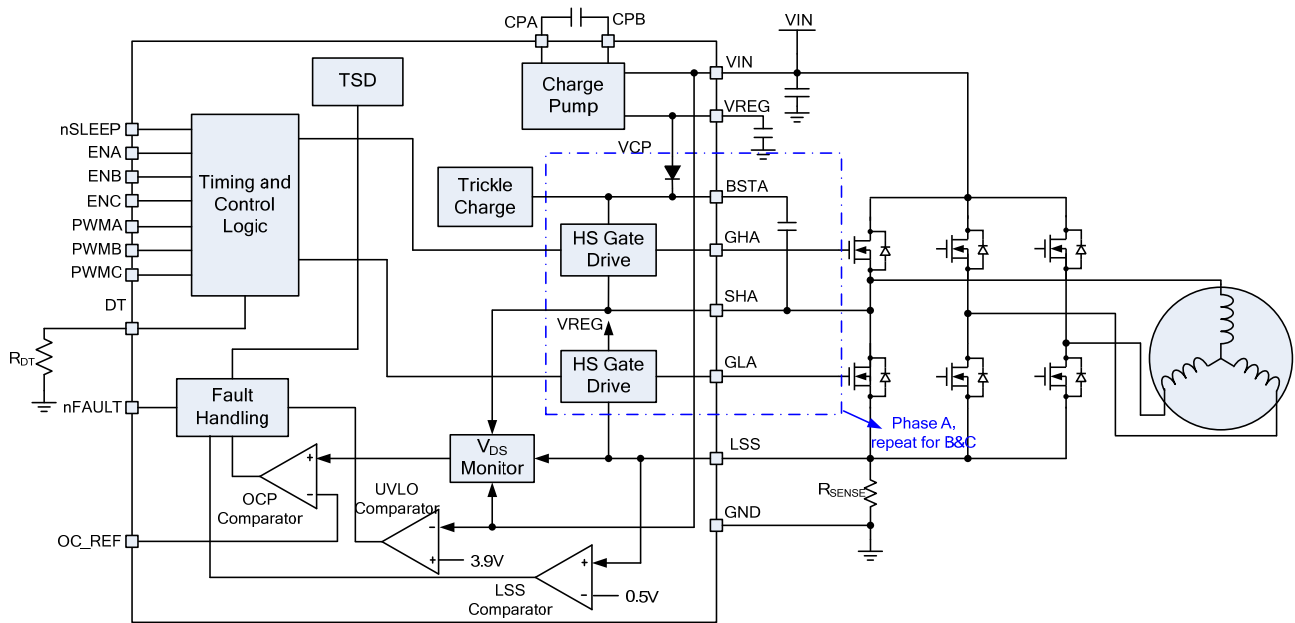 CPA
CPB
VIN
TSD
Charge
Pump
VIN
VREG
nSLEEP
ENA
ENB
ENC
PWMA
PWMB
PWMC
DT
Timing and
Control
Logic
VCP
Trickle
Charge
BSTA
HS Gate
Drive
GHA
SHA
VREG
HS Gate
Drive
GLA
RDT
nFAULT
Fault
Handling
Phase A,
repeat for B&C
VDS
Monitor
LSS
+
−
OCP
Comparator
UVLO
Comparator
−
+
3.9V
RSENSE
GND
OC_REF
+
−
0.5V
LSS
Comparator